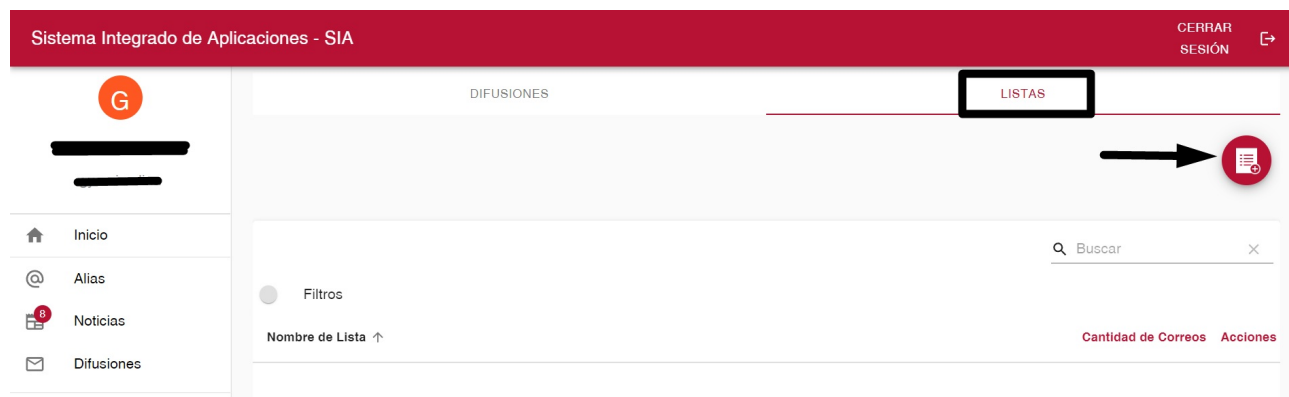 Sistema Integrado de Aplicaciones - SIA
CERRAR
SESIÓN
G
DIFUSIONES
LISTAS
Inicio
Alias
8
Noticias
Difusiones
Buscar
Filtros
Nombre de Lista
Cantidad de Correos
Acciones